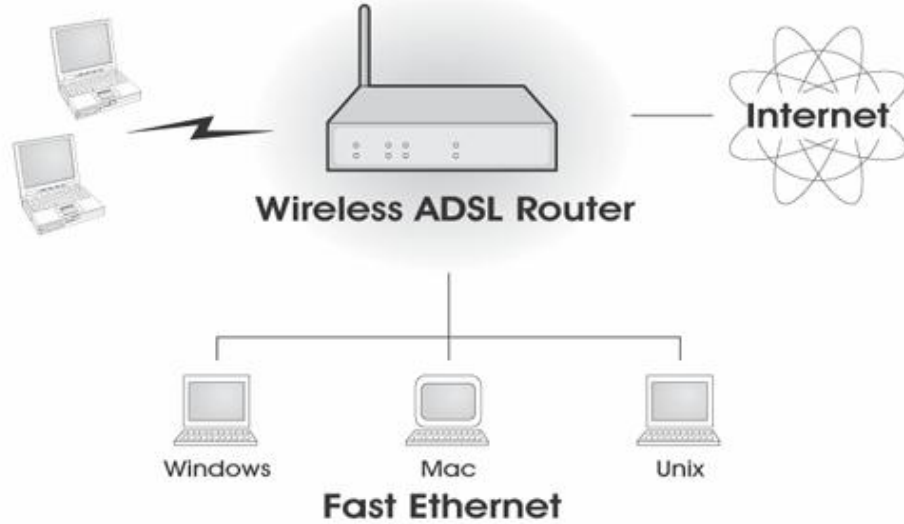 Internet
Wireless ADSL Router
Windows
Mac
Unix
Fast Ethernet